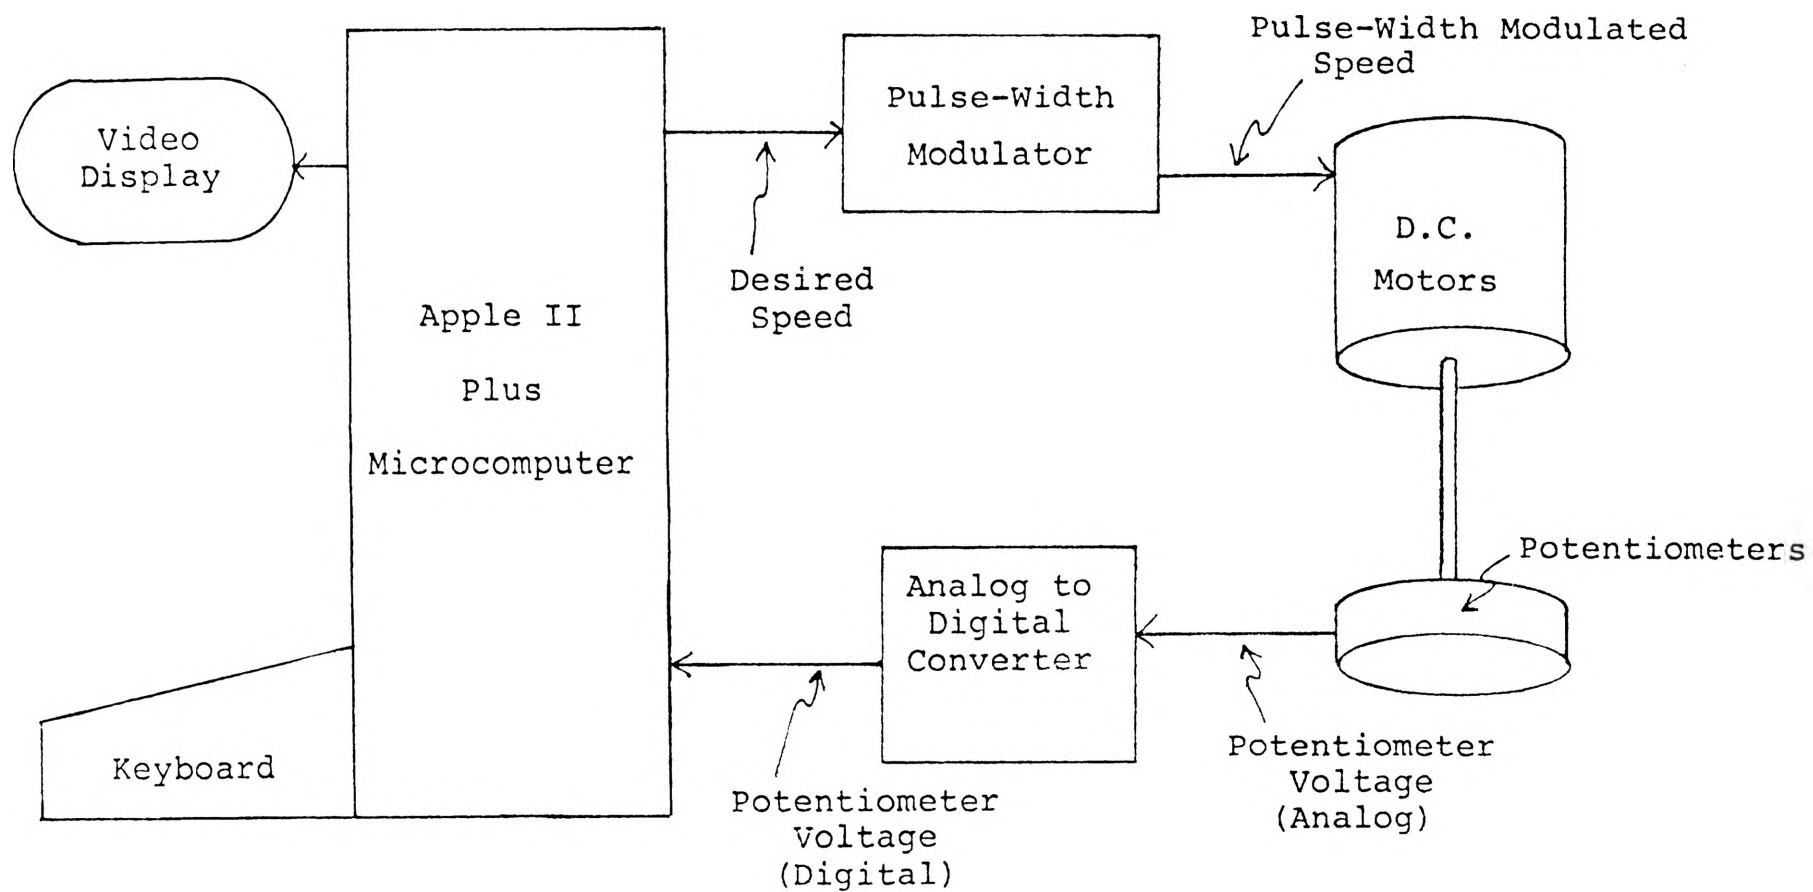 Video
Display
Apple II
Plus
Microcomputer
Keyboard
Desired
Speed
Pulse-Width
Modulator
Pulse-Width Modulated
Speed
D.C.
Motors
Potentiometers
Potentiometer
Voltage
(Analog)
Analog to
Digital
Converter
Potentiometer
Voltage
(Digital)